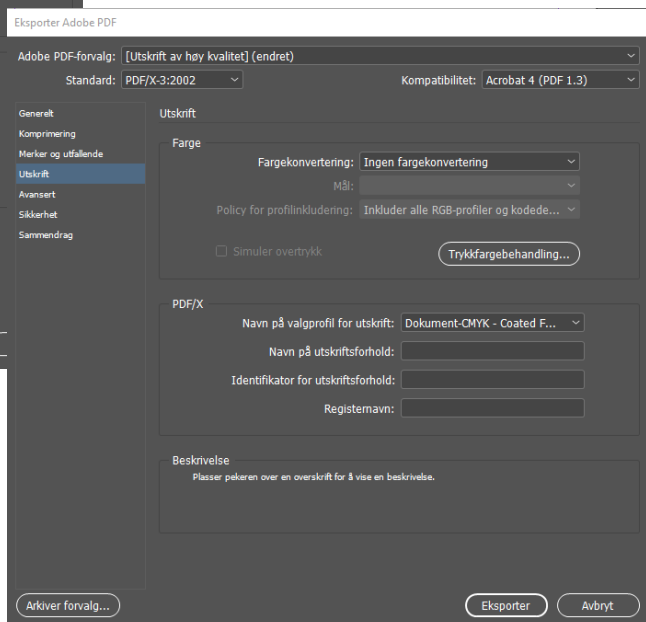 Eksporter Adobe PDF
Adobe PDF-forvalg: [Utskrift av høy kvalitet] (endret)
Standard: PDF/X-3:2002 Kompatibilitet: Acrobat 4 (PDF 1.3)
Generelt
Komprimering
Merker og utfallende
Utskrift
Avansert
Sikkerhet
Sammendrag
Utskrift
Farge
Fargekonvertering: Ingen fargekonvertering
Mål:
Policy for profilinkludering: Inkluder alle RGB-profiler og kodede...
Simuler overtrykk Trykkfargebehandling...
PDF/X
Navn på valgprofil for utskrift: Dokument-CMYK - Coated F...
Navn på utskriftsforhold:
Identifikator for utskriftsforhold:
Registernavn:
Beskrivelse
Plasser pekeren over en overskrift for å vise en beskrivelse.
Arkiver forvalg... Eksporter Avbryt